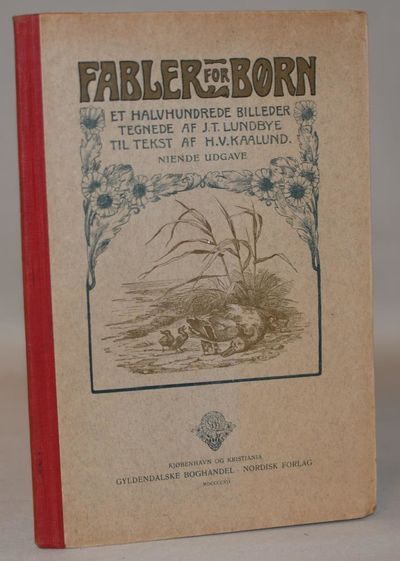 FABLER FOR BØRN
ET HALVHUNDREDE BILLEDER
TEGNEDE AF J.T. LUNDBYE
TIL TEKST AF H.V. KAALUND.
NIENDE UDGAVE
KJØBENHAVN OG KRISTIANIA
GYLDENDALSKE BOGHANDEL · NORDISK FORLAG